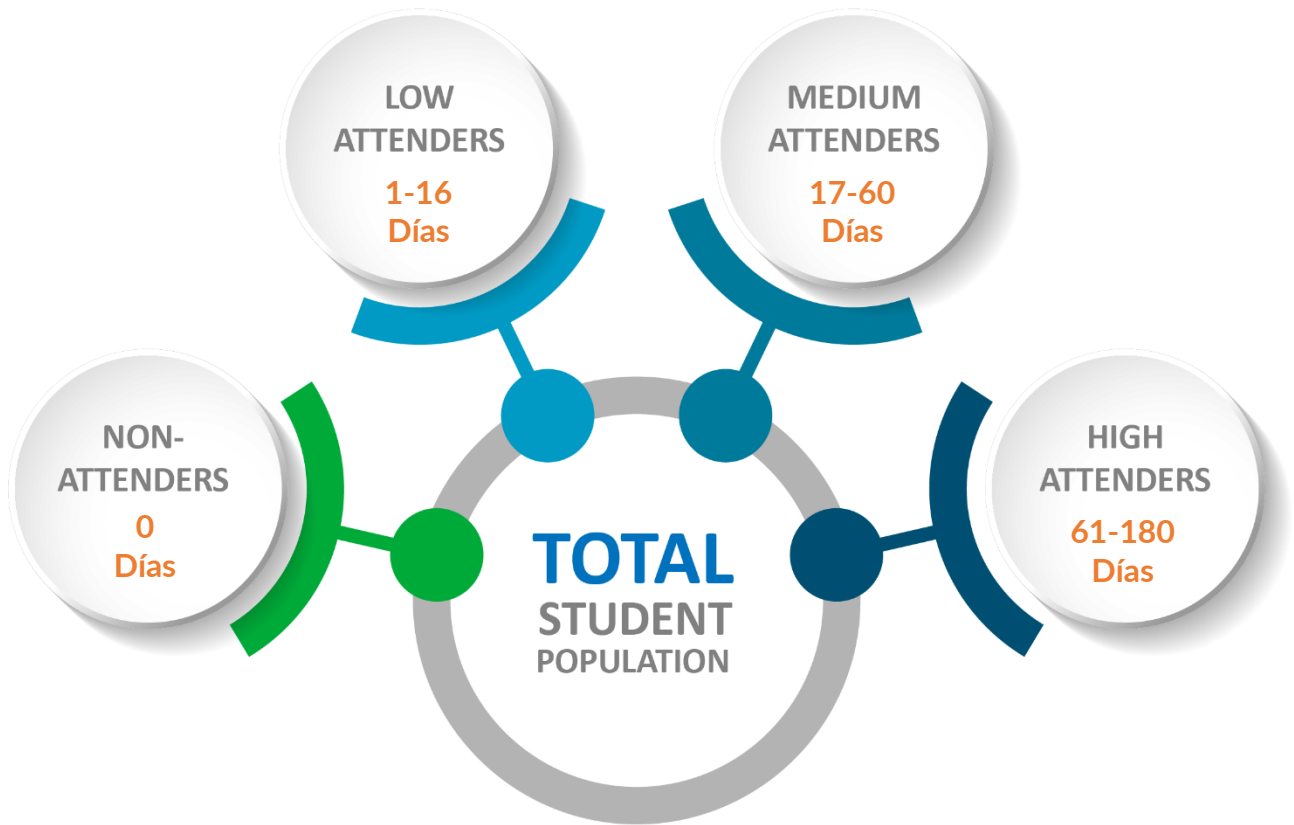 LOW
ATTENDERS
1-16
Días
MEDIUM
ATTENDERS
17-60
Días
NON-
ATTENDERS
0
Días
HIGH
ATTENDERS
61-180
Días
TOTAL
STUDENT
POPULATION